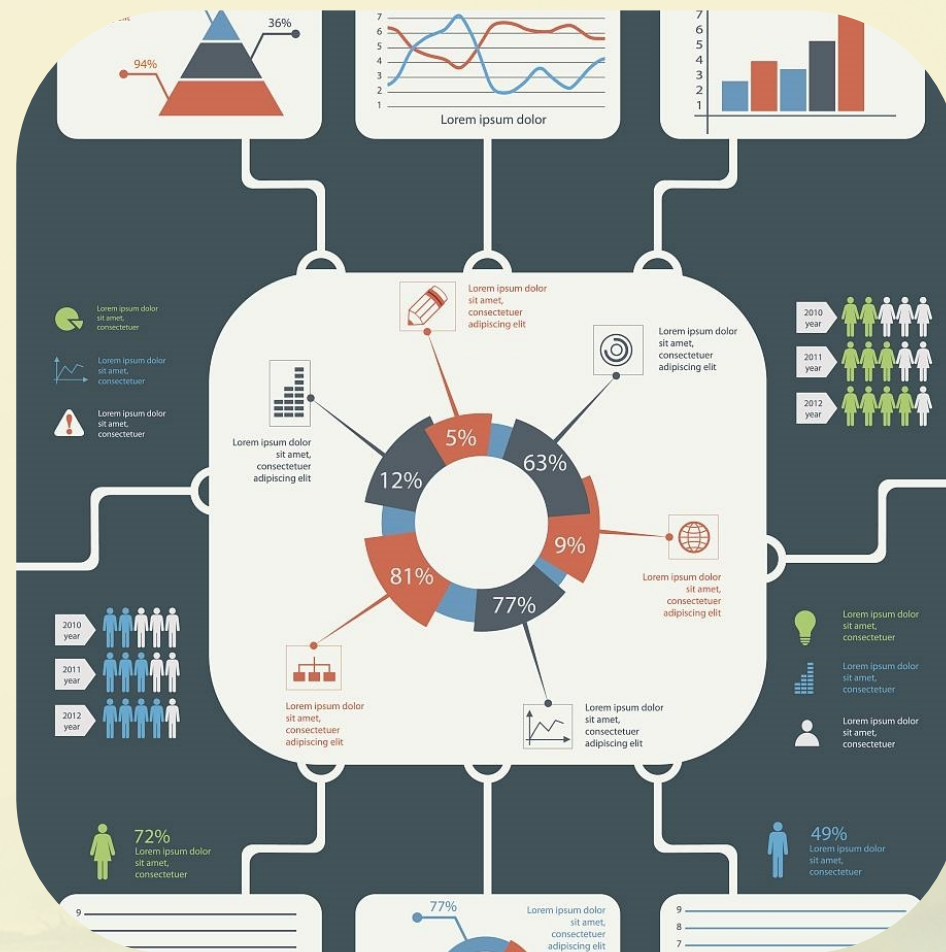 36%
94%
7
6
5
4
3
2
1
Lorem ipsum dolor
7
6
5
4
3
2
1
Lorem ipsum dolor
sit amet,
consectetuer
adipiscing elit
Lorem ipsum dolor
sit amet,
consectetuer
adipiscing elit
Lorem ipsum dolor
sit amet,
consectetuer
Lorem ipsum dolor
sit amet,
consectetuer
Lorem ipsum dolor
sit amet,
consectetuer
2010
year
2011
year
2012
year
Lorem ipsum dolor
sit amet,
consectetuer
adipiscing elit
5%
63%
12%
9%
81%
77%
Lorem ipsum dolor
sit amet,
consectetuer
adipiscing elit
2010
year
2011
year
2012
year
Lorem ipsum dolor
sit amet,
consectetuer
adipiscing elit
Lorem ipsum dolor
sit amet,
consectetuer
adipiscing elit
Lorem ipsum dolor
sit amet,
consectetuer
Lorem ipsum dolor
sit amet,
consectetuer
Lorem ipsum dolor
sit amet,
consectetuer
72%
Lorem ipsum dolor
sit amet,
consectetuer
49%
Lorem ipsum dolor
sit amet,
consectetuer
9
77%
Lorem ipsum dolor
sit amet,
consectetuer
adipiscing elit
9
8
7